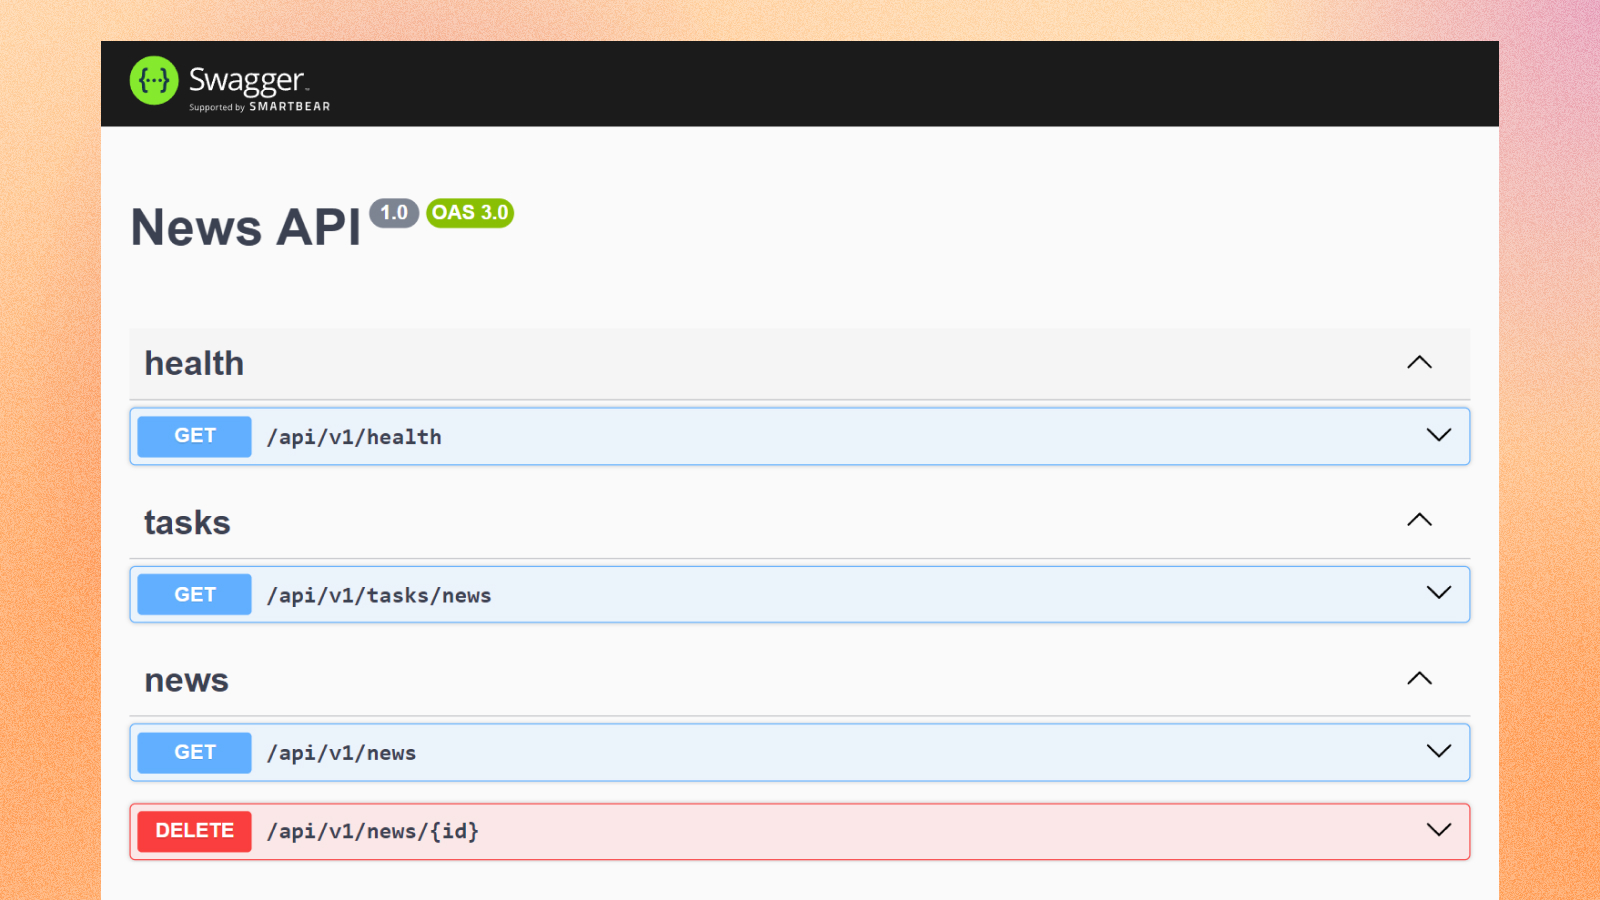 {···} Swagger™
Supported by SMARTBEAR
News API 1.0 OAS 3.0
health
GET /api/v1/health
tasks
GET /api/v1/tasks/news
news
GET /api/v1/news
DELETE /api/v1/news/{id}